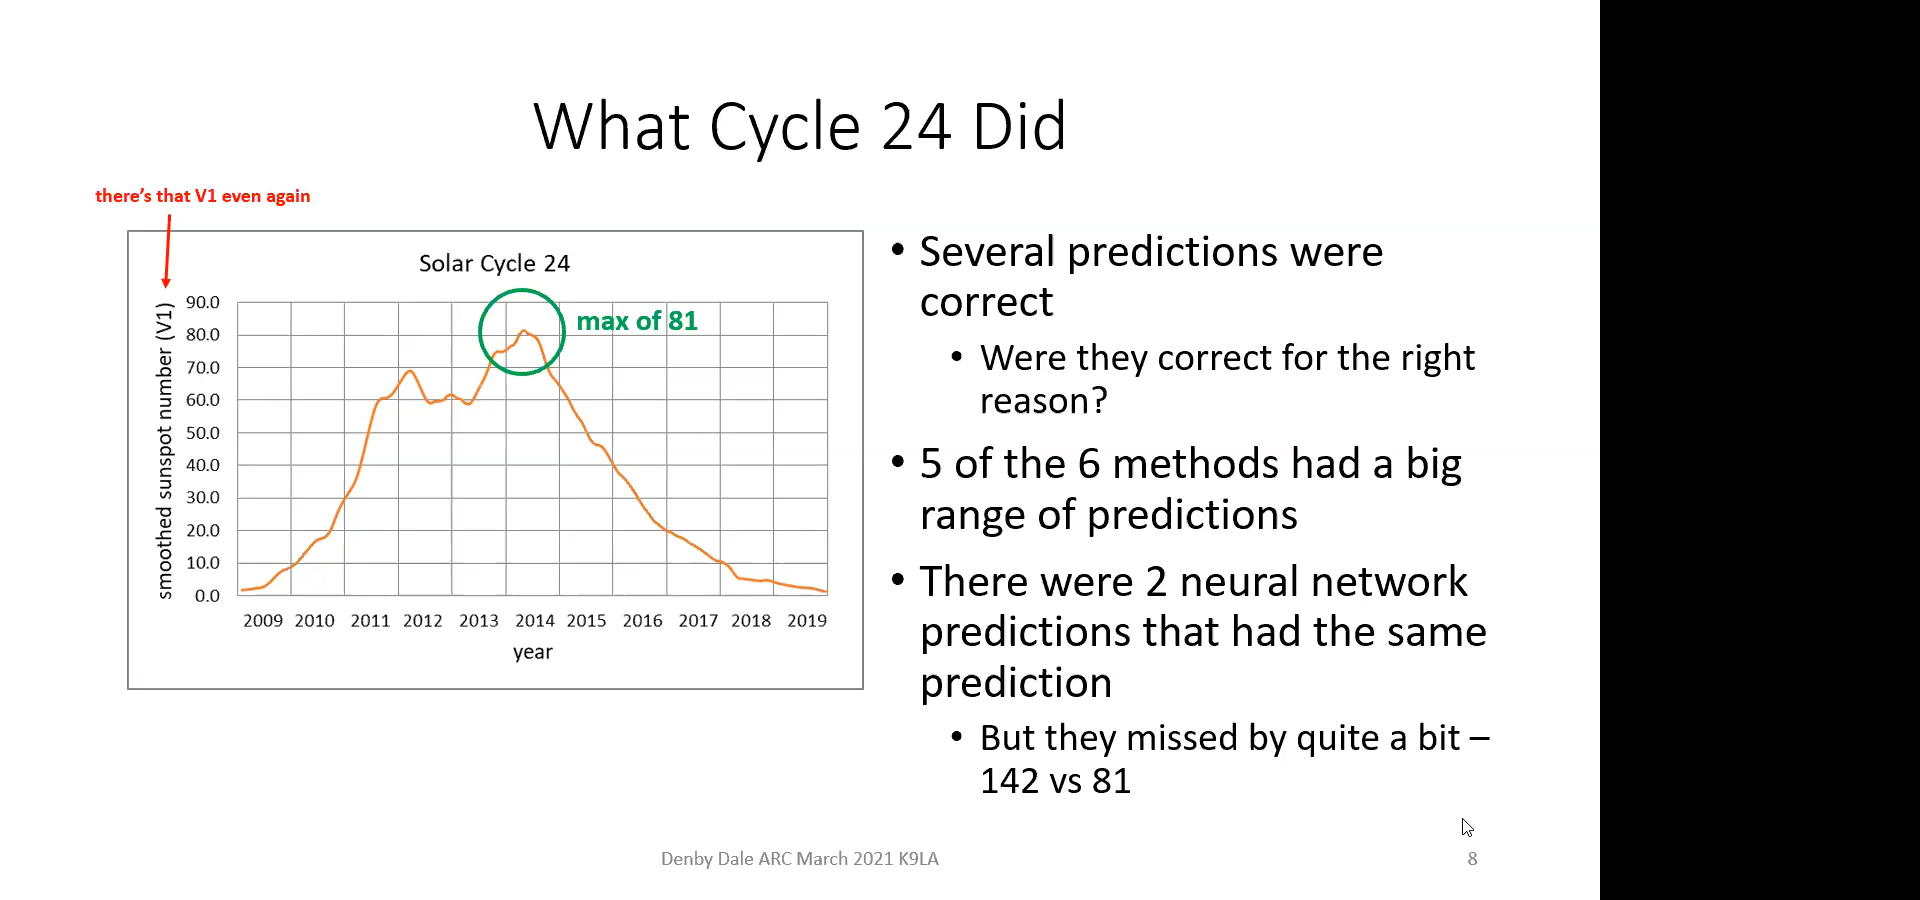 What Cycle 24 Did
there's that V1 even again
Solar Cycle 24
max of 81
smoothed sunspot number (V1)
90.0
80.0
70.0
60.0
50.0
40.0
30.0
20.0
10.0
0.0
2009 2010 2011 2012 2013 2014 2015 2016 2017 2018 2019
year
• Several predictions were
correct
• Were they correct for the right
reason?
• 5 of the 6 methods had a big
range of predictions
• There were 2 neural network
predictions that had the same
prediction
• But they missed by quite a bit –
142 vs 81
Denby Dale ARC March 2021 K9LA
8